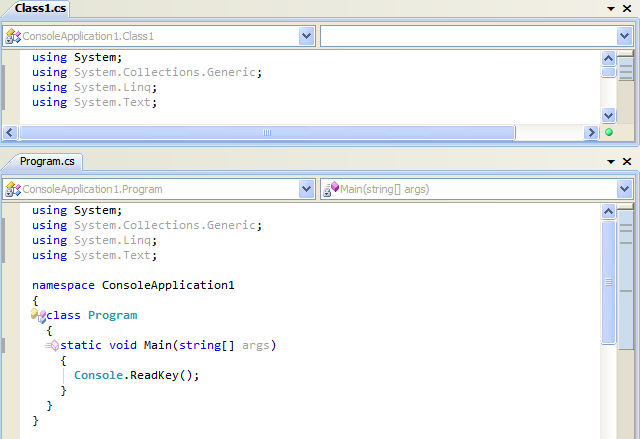 Class1.cs
ConsoleApplication1.Class1
using System;
using System.Collections.Generic;
using System.Linq;
using System.Text;
Program.cs
ConsoleApplication1.Program Main(string[] args)
using System;
using System.Collections.Generic;
using System.Linq;
using System.Text;
namespace ConsoleApplication1
{
class Program
{
static void Main(string[] args)
{
Console.ReadKey();
}
}
}